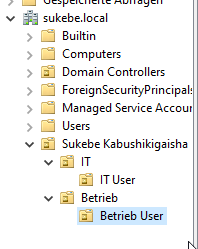 Gespeicherte Abfragen
sukebe.local
Builtin
Computers
Domain Controllers
ForeignSecurityPrincipals
Managed Service Accour
Users
Sukebe Kabushikigaisha
IT
IT User
Betrieb
Betrieb User